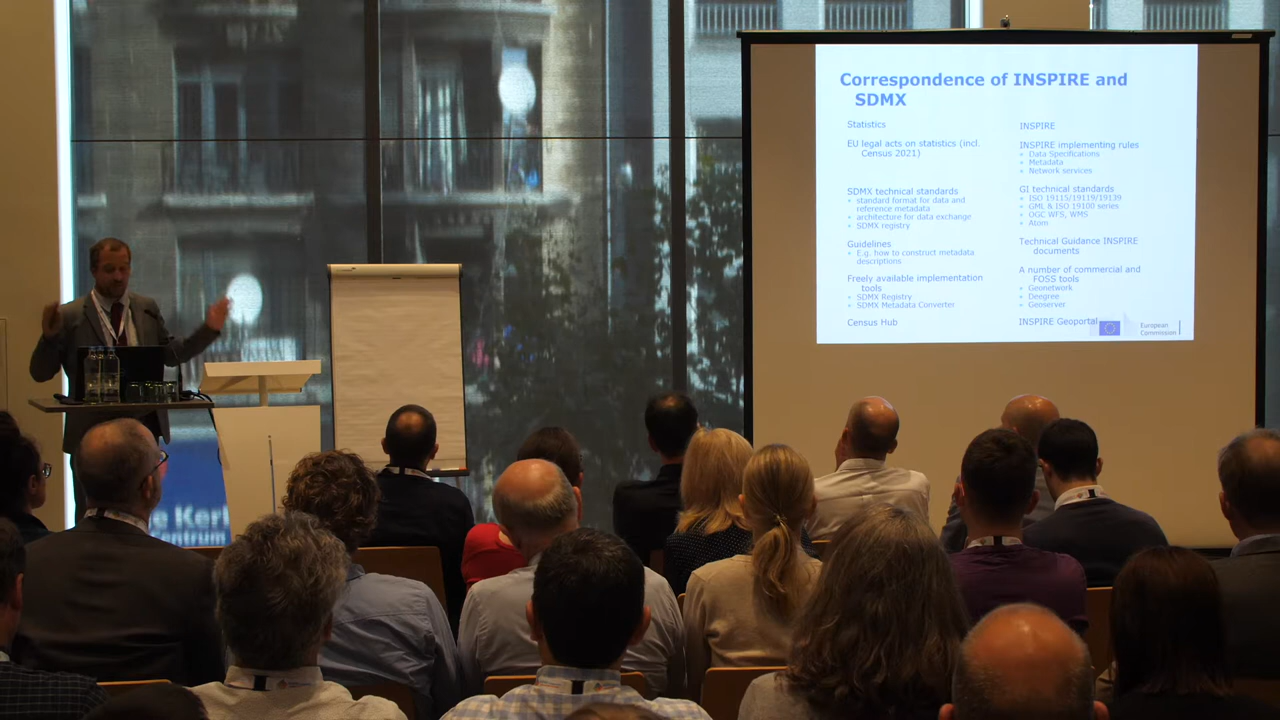 Correspondence of INSPIRE and
SDMX
Statistics
EU legal acts on statistics (incl.
Census 2021)
SDMX technical standards
standard format for data and
reference metadata
architecture for data exchange
SDMX registry
Guidelines
E.g. how to construct metadata
descriptions
Freely available implementation
tools
SDMX Registry
SDMX Metadata Converter
Census Hub
INSPIRE
INSPIRE implementing rules
Data Specifications
Metadata
Network services
GI technical standards
ISO 19115/19119/19139
GML & ISO 19100 series
OGC WFS, WMS
Atom
Technical Guidance INSPIRE
documents
A number of commercial and
FOSS tools
Geonetwork
Deegree
Geoserver
INSPIRE Geoportal
European
Commission